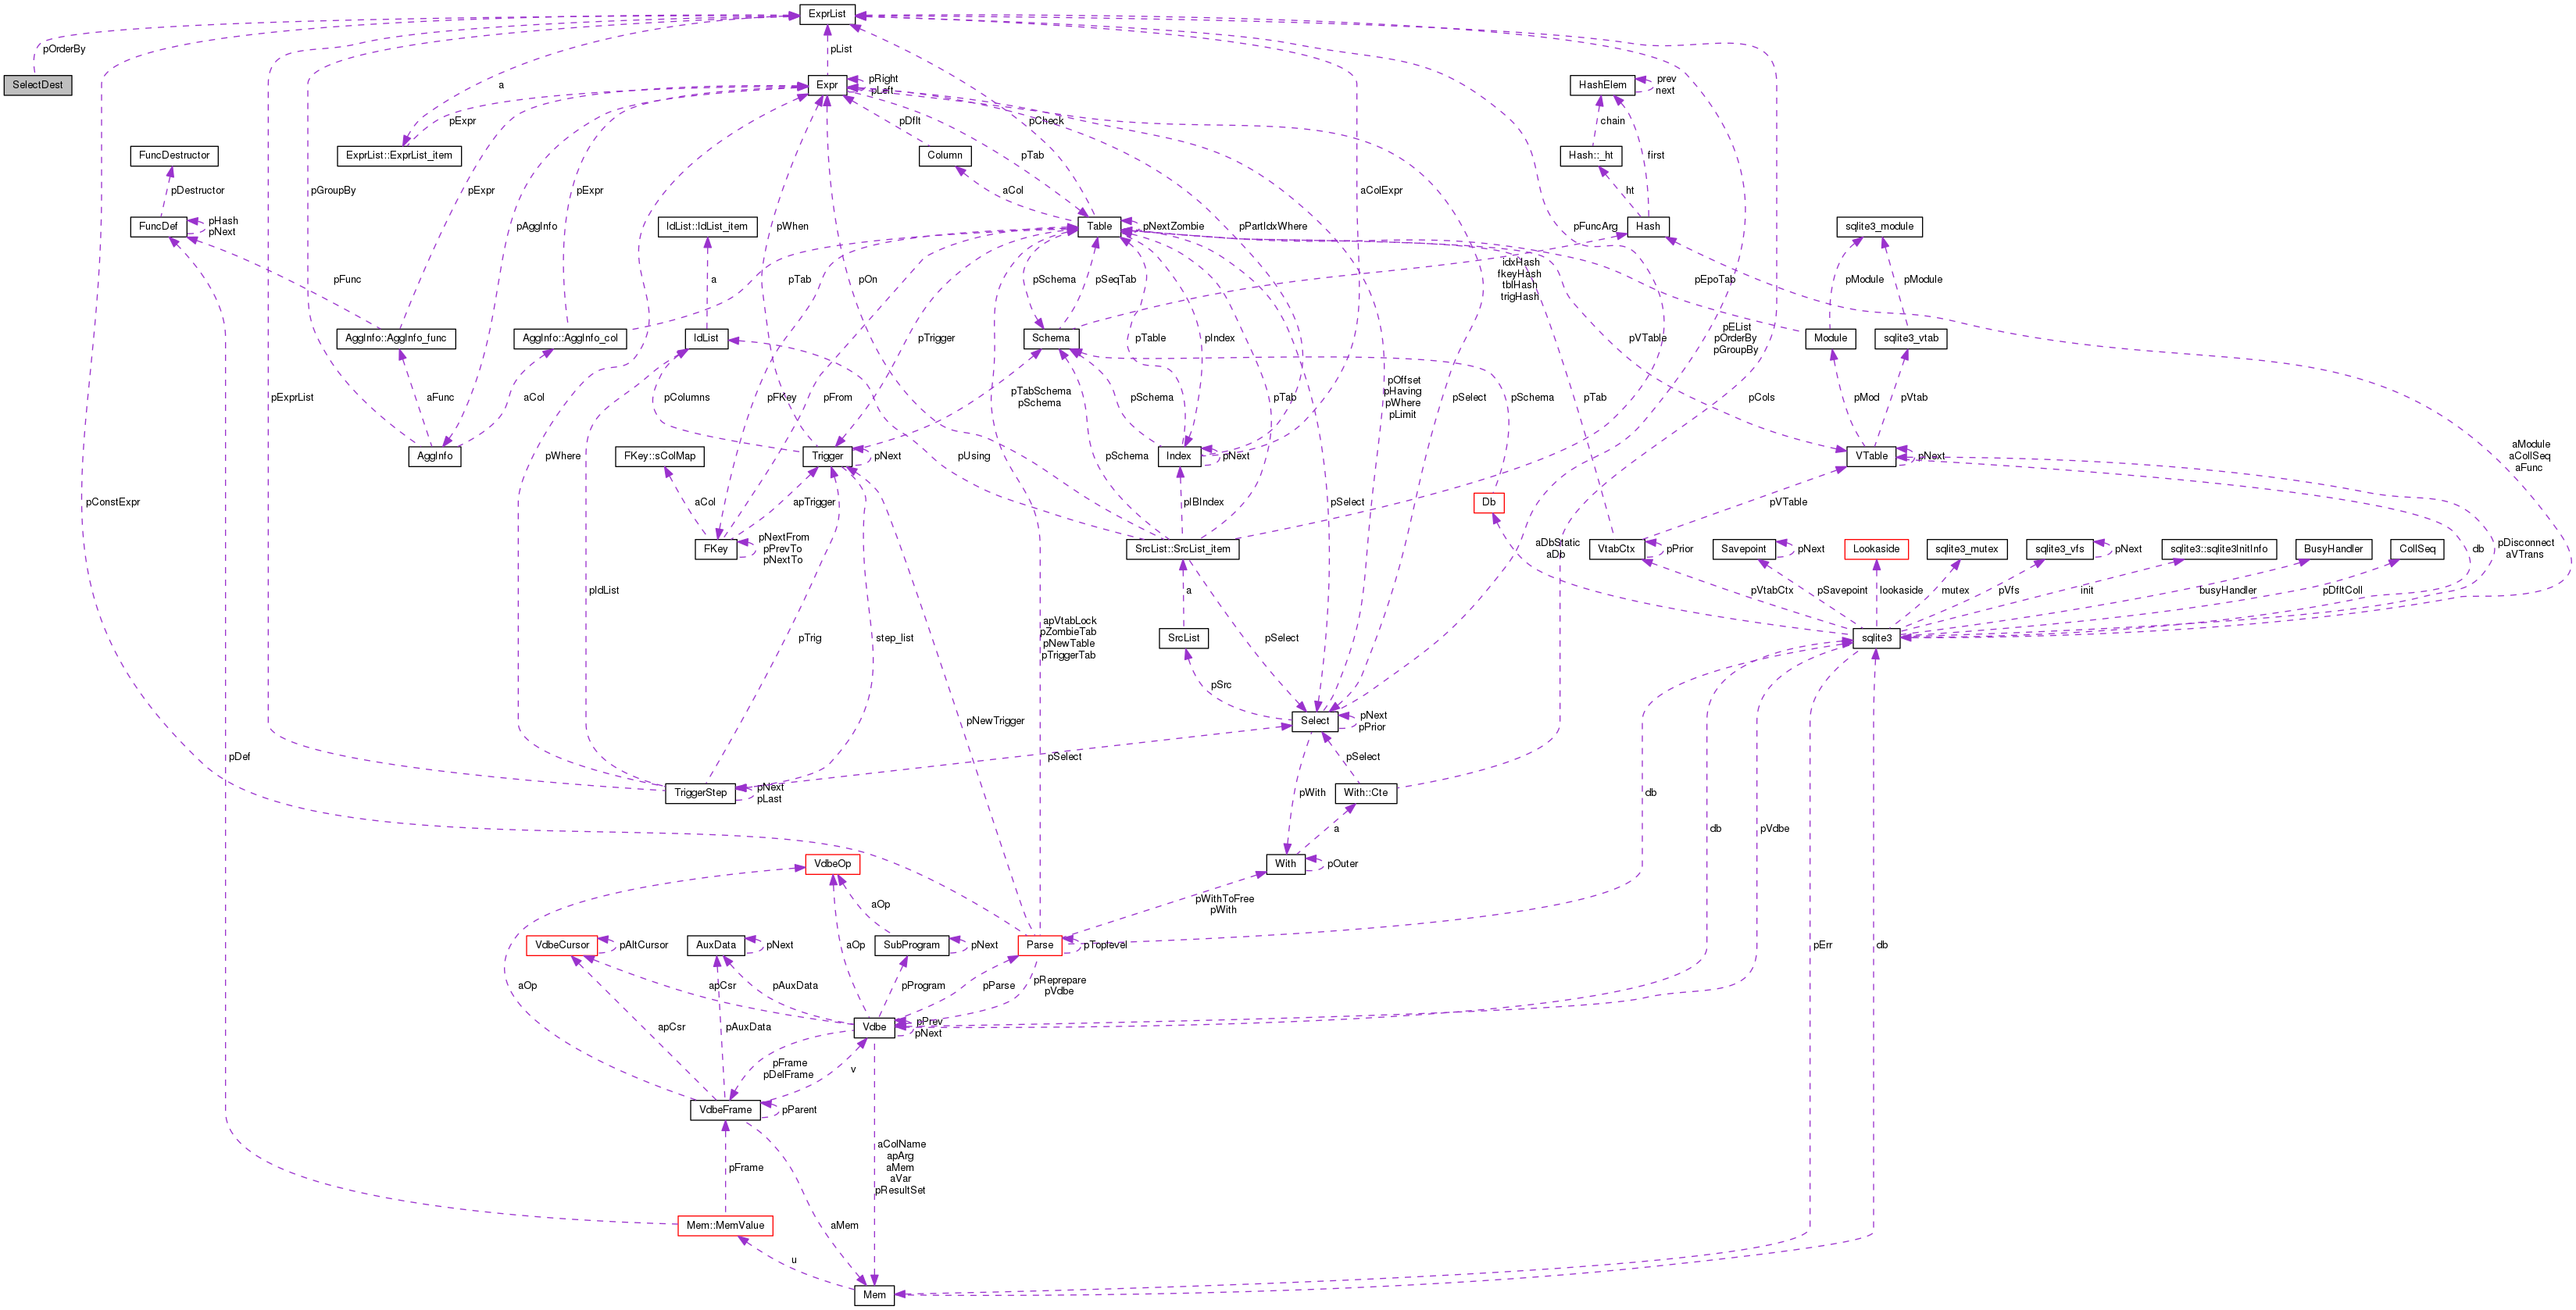 ExprList
pOrderBy
pList
SelectDest
a
Expr
pRight
pLeft
HashElem
prev
next
pExpr
pDflt
pCheck
chain
FuncDestructor
ExprList::ExprList_item
pTab
Column
Hash::_ht
first
pDestructor
pGroupBy
pExpr
pExpr
aCol
aColExpr
ht
FuncDef
pHash
pNext
pAggInfo
IdList::IdList_item
pWhen
Table
pNextZombie
pPartIdxWhere
pFuncArg
Hash
sqlite3_module
pFunc
a
pOn
pTab
pSchema
pSeqTab
idxHash
fkeyHash
tblHash
trigHash
pEpoTab
pModule
pModule
AggInfo::AggInfo_func
AggInfo::AggInfo_col
IdList
pTrigger
Schema
pTable
pIndex
pVTable
pEList
pOrderBy
pGroupBy
Module
sqlite3_vtab
pExprList
aFunc
aCol
pColumns
pFKey
pFrom
pTabSchema
pSchema
pSchema
pTab
pOffset
pHaving
pWhere
pLimit
pSelect
pSchema
pTab
pCols
pMod
pVtab
AggInfo
pWhere
FKey::sColMap
Trigger
pNext
pUsing
pSchema
Index
pNext
VTable
pNext
aModule
aCollSeq
aFunc
pConstExpr
aCol
apTrigger
pIBIndex
pSelect
Db
pVTable
FKey
pNextFrom
pPrevTo
pNextTo
SrcList::SrcList_item
aDbStatic
aDb
VtabCtx
pPrior
Savepoint
pNext
Lookaside
sqlite3_mutex
sqlite3_vfs
pNext
sqlite3::sqlite3InitInfo
BusyHandler
CollSeq
db
pDisconnect
aVTrans
pIdList
a
pVtabCtx
pSavepoint
lookaside
mutex
pVfs
init
busyHandler
pDfltColl
pTrig
step_list
apVtabLock
pZombieTab
pNewTable
pTriggerTab
SrcList
pSelect
sqlite3
pSrc
pNewTrigger
Select
pNext
pPrior
pDef
pSelect
pSelect
TriggerStep
pNext
pLast
pWith
With::Cte
db
a
db
pVdbe
VdbeOp
With
pOuter
aOp
pWithToFree
pWith
VdbeCursor
pAltCursor
AuxData
pNext
aOp
SubProgram
pNext
Parse
pToplevel
pErr
db
aOp
apCsr
pAuxData
pProgram
pParse
pReprepare
pVdbe
apCsr
pAuxData
Vdbe
pPrev
pNext
pFrame
pDelFrame
v
VdbeFrame
pParent
aColName
apArg
aMem
aVar
pResultSet
pFrame
Mem::MemValue
aMem
u
Mem